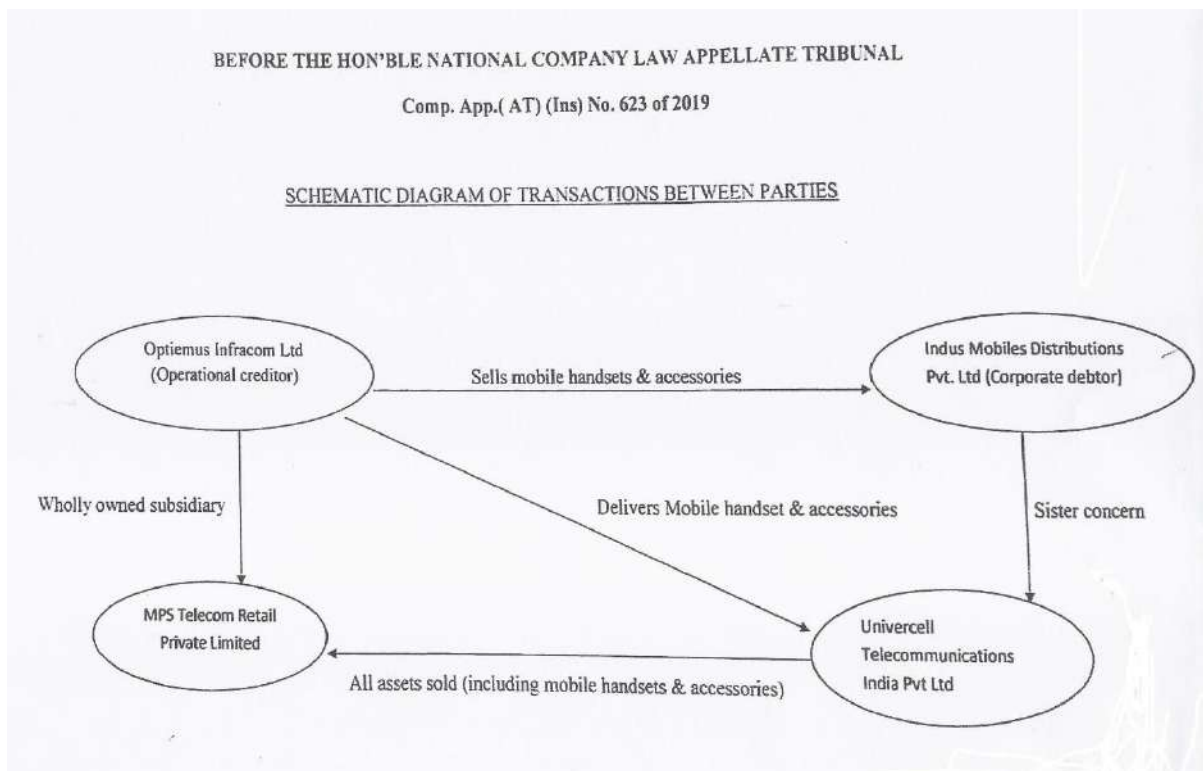 BEFORE THE HON'BLE NATIONAL COMPANY LAW APPELLATE TRIBUNAL
Comp. App.( AT) (Ins) No. 623 of 2019
SCHEMATIC DIAGRAM OF TRANSACTIONS BETWEEN PARTIES
Optiemus Infracom Ltd
(Operational creditor)
Sells mobile handsets & accessories
Indus Mobiles Distributions
Pvt. Ltd (Corporate debtor)
Wholly owned subsidiary
Delivers Mobile handset & accessories
Sister concern
MPS Telecom Retail
Private Limited
All assets sold (including mobile handsets & accessories)
Univercell
Telecommunications
India Pvt Ltd